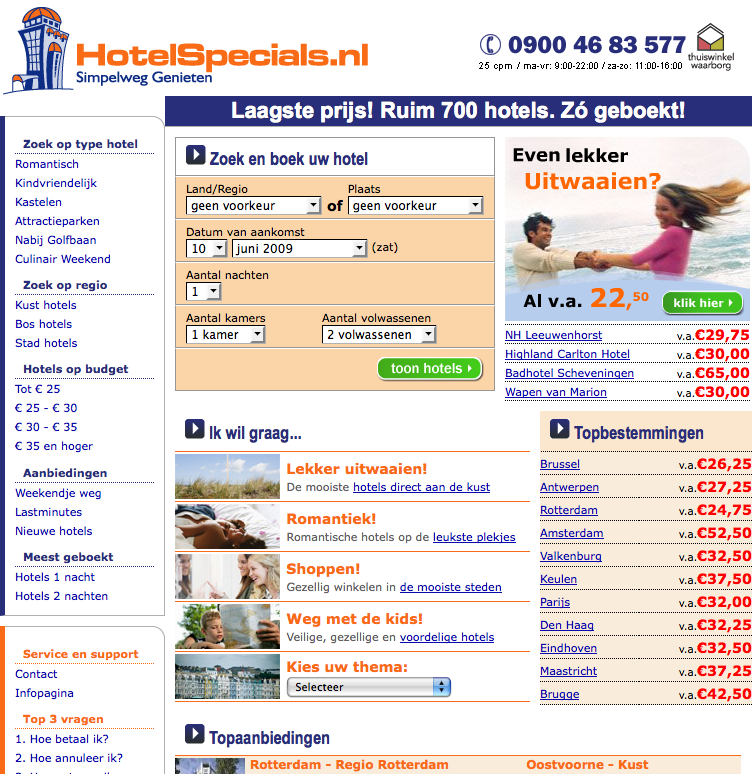 HotelSpecials.nl
Simpelweg Genieten
0900 46 83 577
25 cpm / ma-vr: 9:00-22:00 / za-zo: 11:00-16:00
thuiswinkel
waarborg
Laagste prijs! Ruim 700 hotels. Zó geboekt!
Zoek op type hotel
Romantisch
Kindvriendelijk
Kastelen
Attractieparken
Nabij Golfbaan
Culinair Weekend
Zoek op regio
Kust hotels
Bos hotels
Stad hotels
Hotels op budget
Tot € 25
€ 25 - € 30
€ 30 - € 35
€ 35 en hoger
Aanbiedingen
Weekendje weg
Lastminutes
Nieuwe hotels
Meest geboekt
Hotels 1 nacht
Hotels 2 nachten
Service en support
Contact
Infopagina
Top 3 vragen
1. Hoe betaal ik?
2. Hoe annuleer ik?
Zoek en boek uw hotel
Land/Regio Plaats
geen voorkeur of geen voorkeur
Datum van aankomst
10 juni 2009 (zat)
Aantal nachten
1
Aantal kamers Aantal volwassenen
1 kamer 2 volwassenen
toon hotels
Even lekker
Uitwaaien?
Al v.a. 22,50 klik hier
NH Leeuwenhorst v.a.€29,75
Highland Carlton Hotel v.a.€30,00
Badhotel Scheveningen v.a.€65,00
Wapen van Marion v.a.€30,00
Ik wil graag...
Lekker uitwaaien!
De mooiste hotels direct aan de kust
Romantiek!
Romantische hotels op de leukste plekjes
Shoppen!
Gezellig winkelen in de mooiste steden
Weg met de kids!
Veilige, gezellige en voordelige hotels
Kies uw thema:
Selecteer
Topbestemmingen
Brussel v.a.€26,25
Antwerpen v.a.€27,25
Rotterdam v.a.€24,75
Amsterdam v.a.€52,50
Valkenburg v.a.€32,50
Keulen v.a.€37,50
Parijs v.a.€32,00
Den Haag v.a.€32,25
Eindhoven v.a.€32,50
Maastricht v.a.€37,25
Brugge v.a.€42,50
Topaanbiedingen
Rotterdam - Regio Rotterdam Oostvoorne - Kust